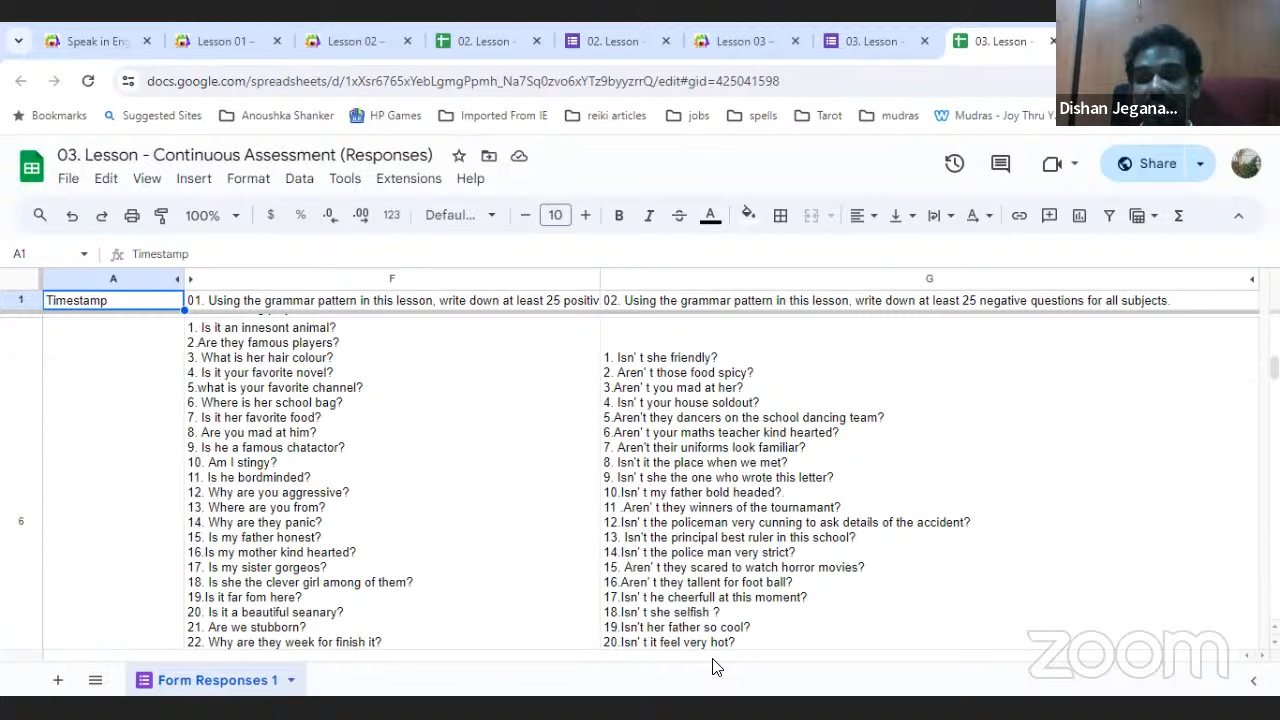 Speak in En
Lesson 01 –
Lesson 02 –
02. Lesson -
02. Lesson -
Lesson 03 –
03. Lesson -
03. Lesson -
docs.google.com/spreadsheets/d/1xXsr6765xYebLgmgPpmh_Na7Sq0zvo6xYTz9byyzrrQ/edit#gid=425041598
Bookmarks
Suggested Sites
Anoushka Shanker
HP Games
Imported From IE
reiki articles
jobs
spells
Tarot
mudras
Mudras - Joy Thru Y
Dishan Jegana...
03. Lesson - Continuous Assessment (Responses)
File Edit View Insert Format Data Tools Extensions Help
Share
100%
$ % .0 .00 123
Defaul...
10
B I A
A1
fx Timestamp
A F G
1 Timestamp
01. Using the grammar pattern in this lesson, write down at least 25 positiv
02. Using the grammar pattern in this lesson, write down at least 25 negative questions for all subjects.
6
1. Is it an innesont animal?
2.Are they famous players?
3. What is her hair colour?
4. Is it your favorite novel?
5.what is your favorite channel?
6. Where is her school bag?
7. Is it her favorite food?
8. Are you mad at him?
9. Is he a famous chatactor?
10. Am I stingy?
11. Is he bordminded?
12. Why are you aggressive?
13. Where are you from?
14. Why are they panic?
15. Is my father honest?
16.Is my mother kind hearted?
17. Is my sister gorgeos?
18. Is she the clever girl among of them?
19.Is it far fom here?
20. Is it a beautiful seanary?
21. Are we stubborn?
22. Why are they week for finish it?
1. Isn' t she friendly?
2. Aren' t those food spicy?
3.Aren' t you mad at her?
4. Isn' t your house soldout?
5.Aren't they dancers on the school dancing team?
6.Aren' t your maths teacher kind hearted?
7. Aren't their uniforms look familiar?
8. Isn't it the place when we met?
9. Isn' t she the one who wrote this letter?
10.Isn' t my father bold headed?
11 .Aren' t they winners of the tournamant?
12.Isn' t the policeman very cunning to ask details of the accident?
13. Isn't the principal best ruler in this school?
14.Isn' t the police man very strict?
15. Aren' t they scared to watch horror movies?
16.Aren' t they tallent for foot ball?
17.Isn' t he cheerfull at this moment?
18.Isn' t she selfish ?
19.Isn't her father so cool?
20.Isn' t it feel very hot?
zoom
Form Responses 1